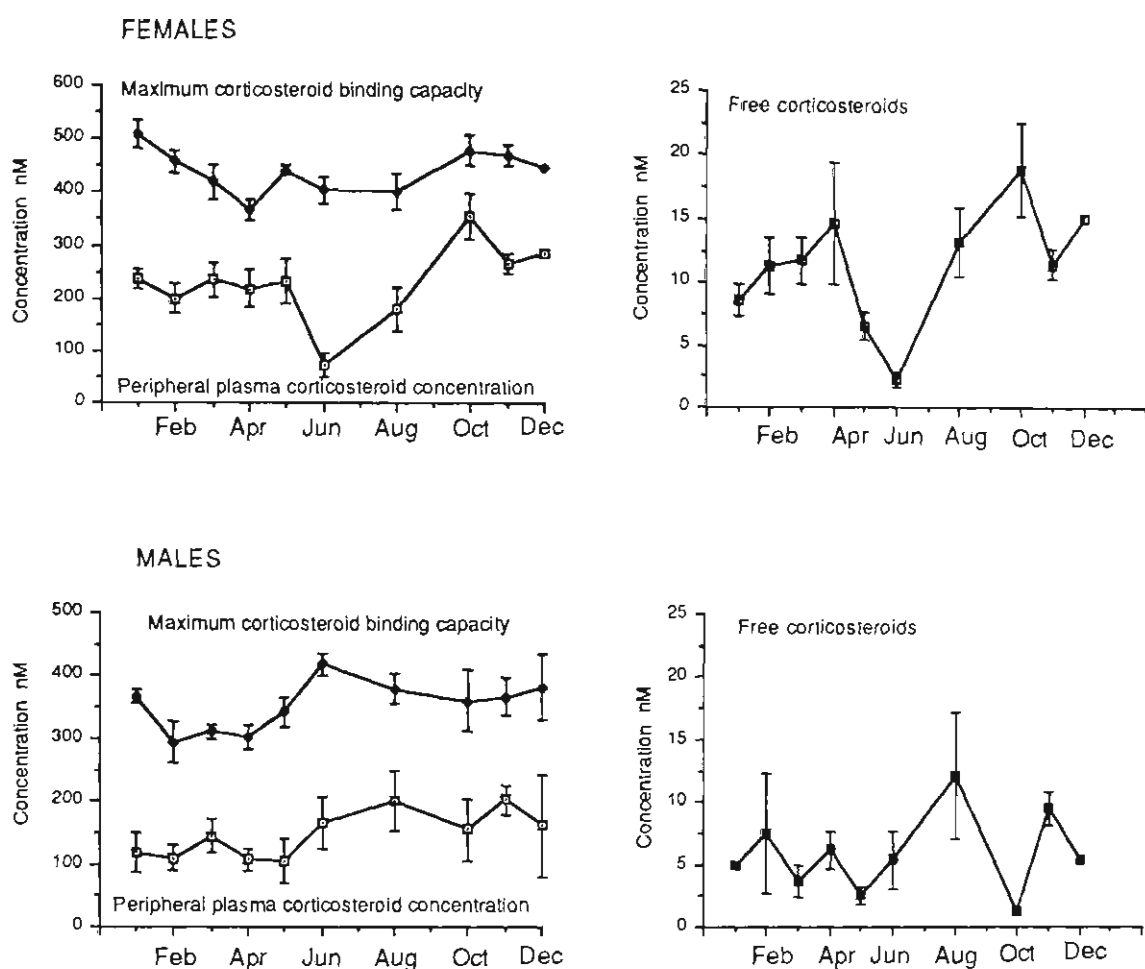 FEMALES
Maximum corticosteroid binding capacity
Concentration nM
600
500
400
300
200
100
0
Peripheral plasma corticosteroid concentration
Feb Apr Jun Aug Oct Dec
Free corticosteroids
Concentration nM
25
20
15
10
5
0
Feb Apr Jun Aug Oct Dec
MALES
Maximum corticosteroid binding capacity
Concentration nM
500
400
300
200
100
0
Peripheral plasma corticosteroid concentration
Feb Apr Jun Aug Oct Dec
Free corticosteroids
Concentration nM
25
20
15
10
5
0
Feb Apr Jun Aug Oct Dec